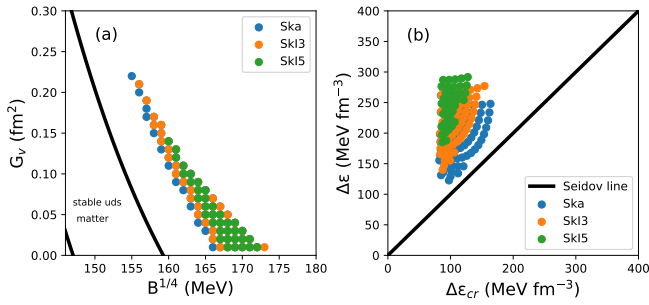 (a)
Ska
SkI3
SkI5
stable uds
matter
0.30
0.25
0.20
0.15
0.10
0.05
0.00
G_v (fm²)
150 155 160 165 170 175 180
B^{1/4} (MeV)
(b)
Seidov line
Ska
SkI3
SkI5
400
350
300
250
200
150
100
50
0
Δε (MeV fm⁻³)
0 100 200 300 400
Δε_{cr} (MeV fm⁻³)